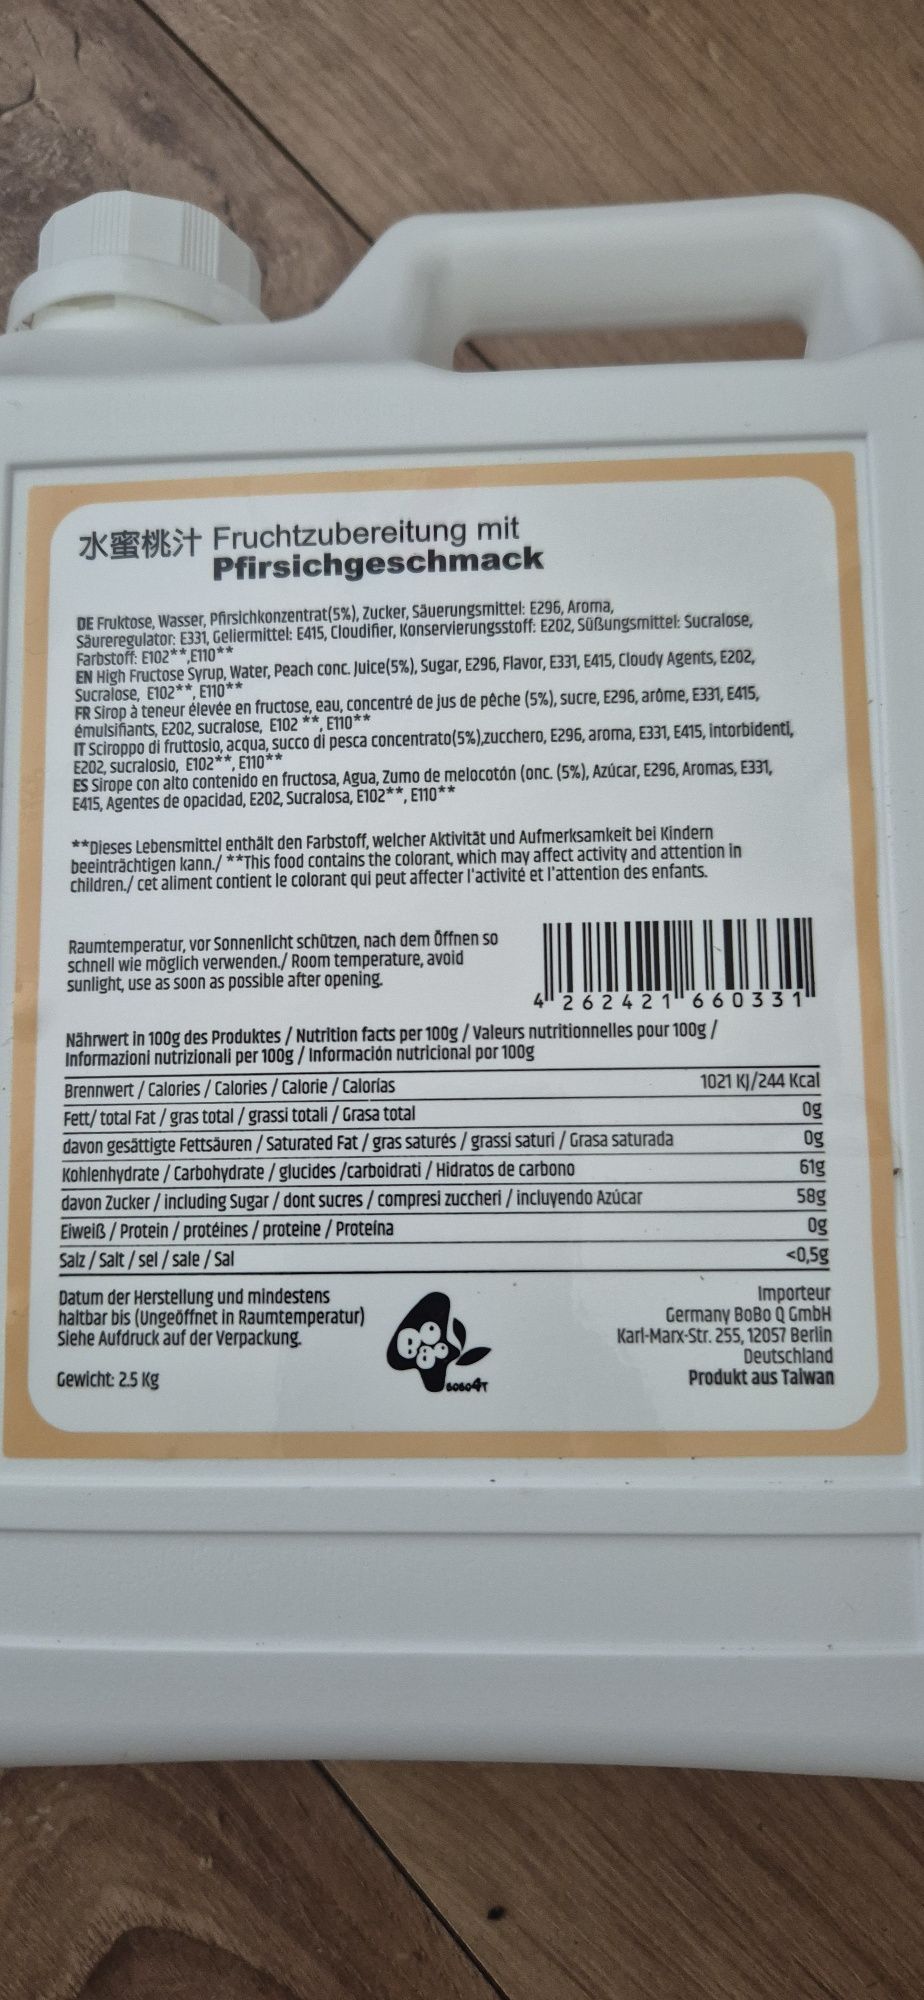 水蜜桃汁 Fruchtzubereitung mit
Pfirsichgeschmack
DE Fruktose, Wasser, Pfirsichkonzentrat(5%), Zucker, Säuerungsmittel: E296, Aroma,
Säureregulator: E331, Geliermittel: E415, Cloudifier, Konservierungsstoff: E202, Süßungsmittel: Sucralose,
Farbstoff: E102**,E110**
EN High Fructose Syrup, Water, Peach conc. Juice(5%), Sugar, E296, Flavor, E331, E415, Cloudy Agents, E202,
Sucralose, E102**, E110**
FR Sirop à teneur élevée en fructose, eau, concentré de jus de pêche (5%), sucre, E296, arôme, E331, E415,
émulsifiants, E202, sucralose, E102 **, E110**
IT Sciroppo di fruttosio, acqua, succo di pesca concentrato(5%),zucchero, E296, aroma, E331, E415, intorbidenti,
E202, sucralosio, E102**, E110**
ES Sirope con alto contenido en fructosa, Agua, Zumo de melocotón (onc. (5%), Azúcar, E296, Aromas, E331,
E415, Agentes de opacidad, E202, Sucralosa, E102**, E110**
**Dieses Lebensmittel enthält den Farbstoff, welcher Aktivität und Aufmerksamkeit bei Kindern
beeinträchtigen kann./ **This food contains the colorant, which may affect activity and attention in
children./ cet aliment contient le colorant qui peut affecter l'activité et l'attention des enfants.
Raumtemperatur, vor Sonnenlicht schützen, nach dem Öffnen so
schnell wie möglich verwenden./ Room temperature, avoid
sunlight, use as soon as possible after opening.
4 262421 660331
Nährwert in 100g des Produktes / Nutrition facts per 100g / Valeurs nutritionnelles pour 100g /
Informazioni nutrizionali per 100g / Información nutricional por 100g
Brennwert / Calories / Calories / Calorie / Calorías 1021 KJ/244 Kcal
Fett/ total Fat / gras total / grassi totali / Grasa total 0g
davon gesättigte Fettsäuren / Saturated Fat / gras saturés / grassi saturi / Grasa saturada 0g
Kohlenhydrate / Carbohydrate / glucides /carboidrati / Hidratos de carbono 61g
davon Zucker / including Sugar / dont sucres / compresi zuccheri / incluyendo Azúcar 58g
Eiweiß / Protein / protéines / proteine / Proteína 0g
Salz / Salt / sel / sale / Sal <0,5g
Datum der Herstellung und mindestens
haltbar bis (Ungeöffnet in Raumtemperatur)
Siehe Aufdruck auf der Verpackung.
Gewicht: 2.5 Kg
BOBO4T
Importeur
Germany BoBo Q GmbH
Karl-Marx-Str. 255, 12057 Berlin
Deutschland
Produkt aus Taiwan